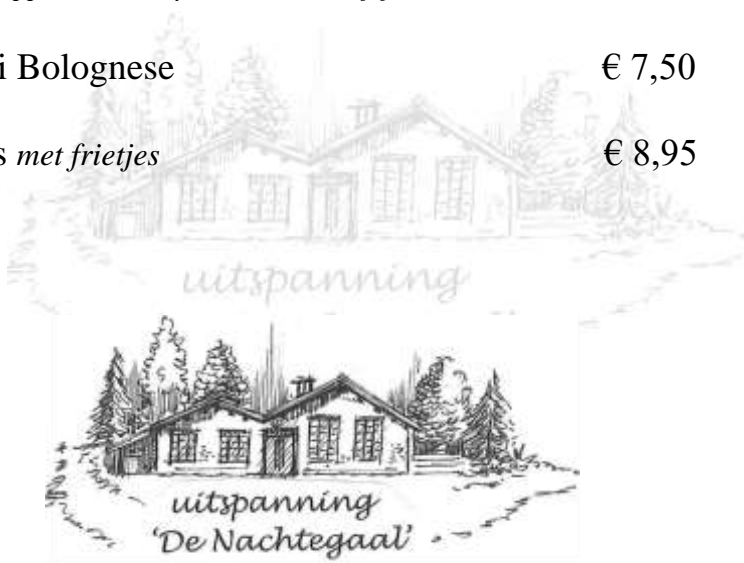 i Bolognese € 7,50
s met frietjes € 8,95
uitspanning
uitspanning
'De Nachtegaal'